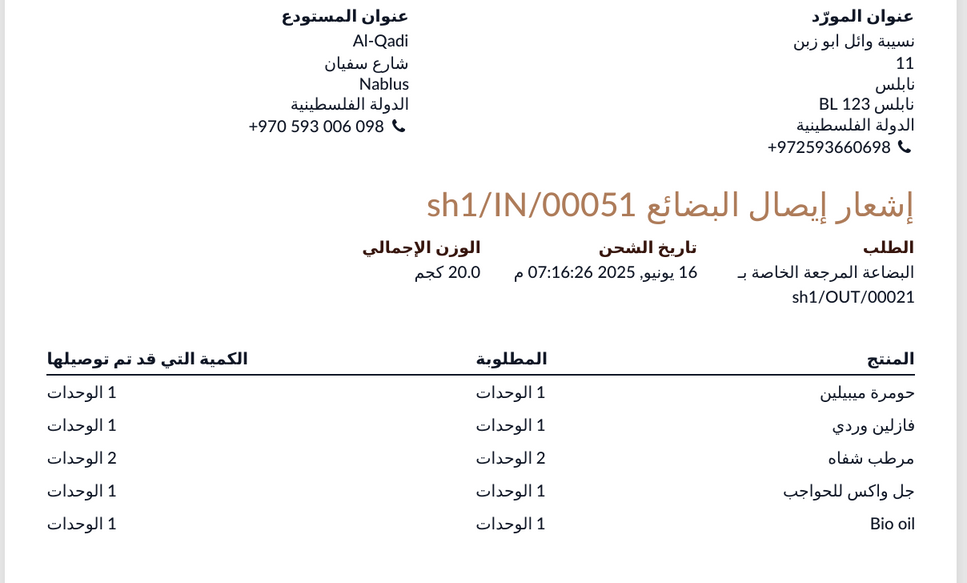 عنوان المورّد
نسيبة وائل ابو زبن
11
نابلس
نابلس BL 123
الدولة الفلسطينية
+972593660698
عنوان المستودع
Al-Qadi
شارع سفيان
Nablus
الدولة الفلسطينية
+970 593 006 098
إشعار إيصال البضائع sh1/IN/00051
الطلب
البضاعة المرجعة الخاصة بـ
sh1/OUT/00021
تاريخ الشحن
16 يونيو, 2025 07:16:26 م
الوزن الإجمالي
20.0 كجم
المنتج المطلوبة الكمية التي قد تم توصيلها
حومرة ميبيلين 1 الوحدات 1 الوحدات
فازلين وردي 1 الوحدات 1 الوحدات
مرطب شفاه 2 الوحدات 2 الوحدات
جل واكس للحواجب 1 الوحدات 1 الوحدات
Bio oil 1 الوحدات 1 الوحدات